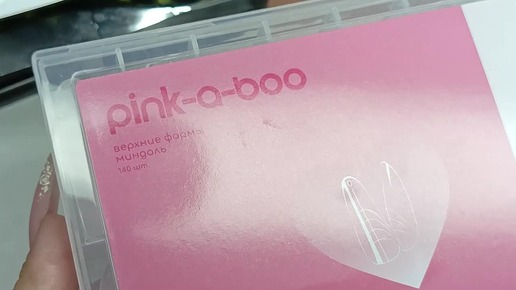 pink-a-boo
верхние формы
миндаль
180 шт.